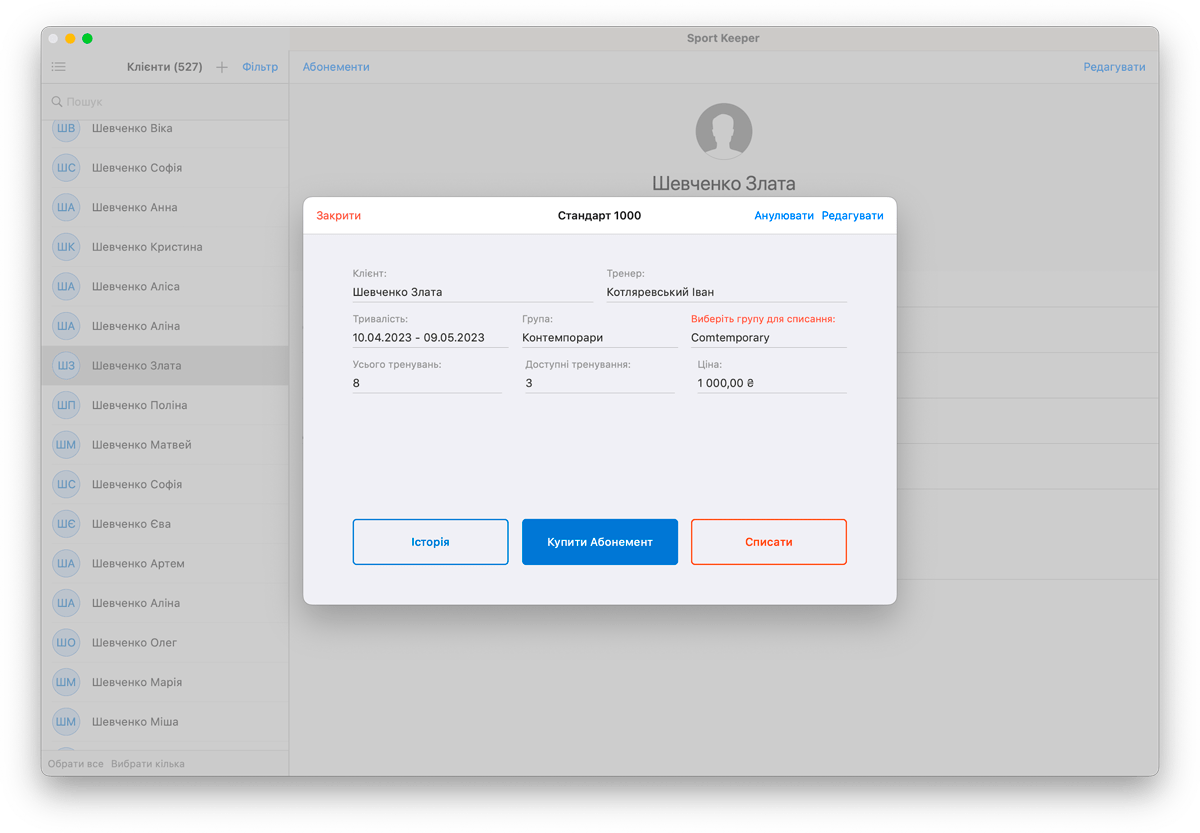 Sport Keeper
Клієнти (527)
Фільтр
Абонементи
Редагувати
Пошук
ШВ Шевченко Віка
ШС Шевченко Софія
ША Шевченко Анна
ШК Шевченко Кристина
ША Шевченко Аліса
ША Шевченко Аліна
ШЗ Шевченко Злата
ШП Шевченко Поліна
ШМ Шевченко Матвей
ШС Шевченко Софія
ШЄ Шевченко Єва
ША Шевченко Артем
ША Шевченко Аліна
ШО Шевченко Олег
ШМ Шевченко Марія
ШМ Шевченко Міша
Обрати все Вибрати кілька
Шевченко Злата
Закрити
Стандарт 1000
Анулювати Редагувати
Клієнт: Тренер:
Шевченко Злата Котляревський Іван
Тривалість: Група: Виберіть групу для списання:
10.04.2023 - 09.05.2023 Контемпорари Comtemporary
Усього тренувань: Доступні тренування: Ціна:
8 3 1 000,00 ₴
Історія Купити Абонемент Списати